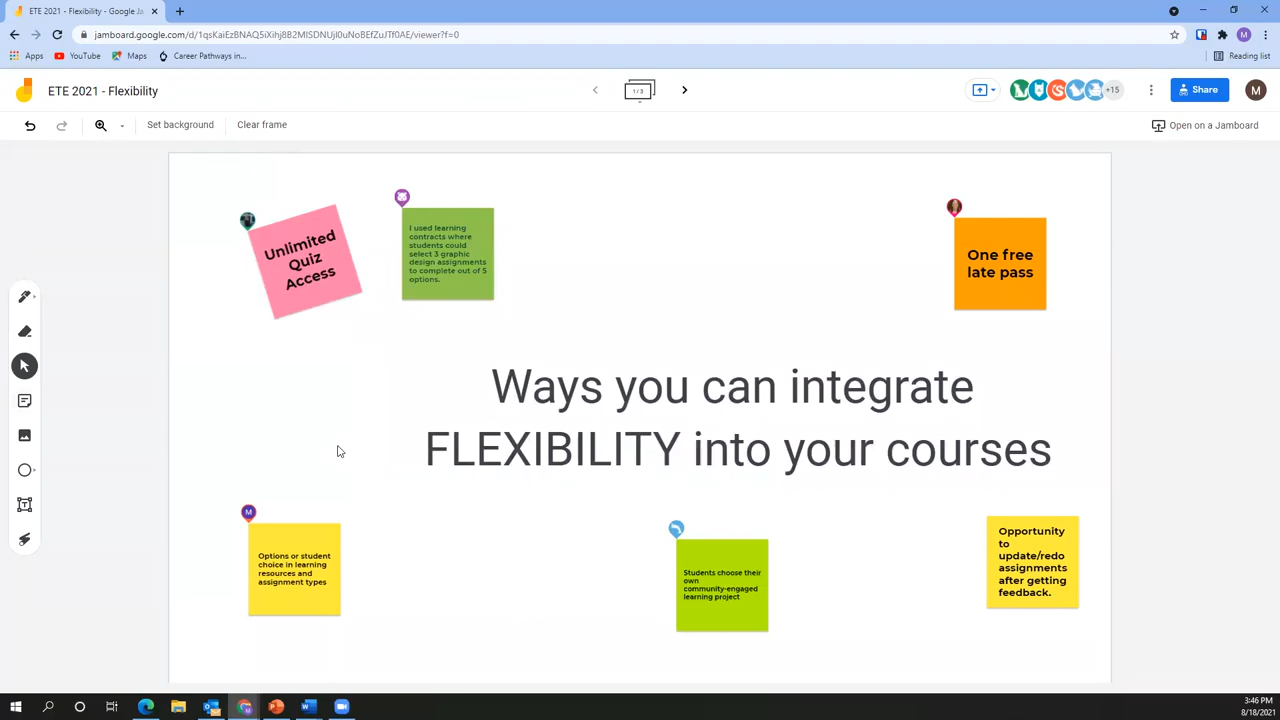 ETE 2021 - Flexibility - Google Ja
jamboard.google.com/d/1qsKaiEzBNAQ5iXihj8B2MISDNUjI0uNoBEfZuJTf0AE/viewer?f=0
M
Apps
YouTube
Maps
Career Pathways in...
Reading list
ETE 2021 - Flexibility
1 / 3
+15
Share
M
Set background
Clear frame
Open on a Jamboard
Unlimited
Quiz
Access
I used learning
contracts where
students could
select 3 graphic
design assignments
to complete out of 5
options.
One free
late pass
Ways you can integrate
FLEXIBILITY into your courses
M
Options or student
choice in learning
resources and
assignment types
Students choose their
own
community-engaged
learning project
Opportunity
to
update/redo
assignments
after getting
feedback.
3:46 PM
8/18/2021